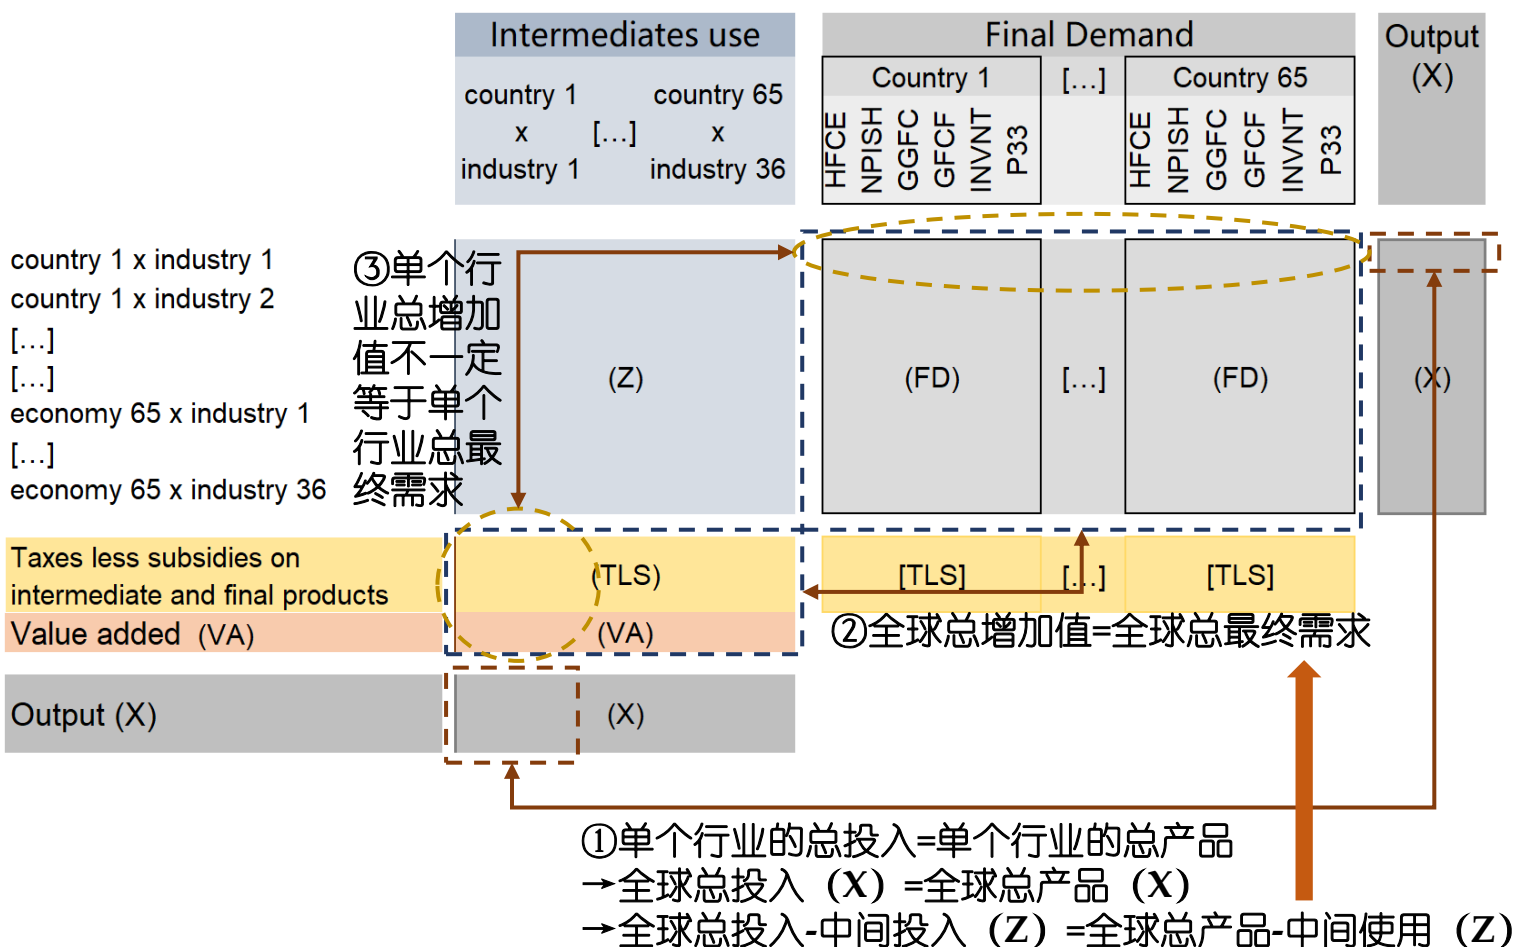 Intermediates use
Final Demand
Output
(X)
country 1
x
industry 1
[...]
country 65
x
industry 36
Country 1
HFCE
NPISH
GGFC
GFCF
INVNT
P33
[...]
Country 65
HFCE
NPISH
GGFC
GFCF
INVNT
P33
country 1 x industry 1
country 1 x industry 2
[...]
[...]
economy 65 x industry 1
[...]
economy 65 x industry 36
③单个行
业总增加
值不一定
等于单个
行业总最
终需求
(Z)
(FD)
[...]
(FD)
(X)
Taxes less subsidies on
intermediate and final products
(TLS)
[TLS]
[...]
[TLS]
Value added (VA)
(VA)
②全球总增加值=全球总最终需求
Output (X)
(X)
①单个行业的总投入=单个行业的总产品
→全球总投入（X）=全球总产品（X）
→全球总投入-中间投入（Z）=全球总产品-中间使用（Z）